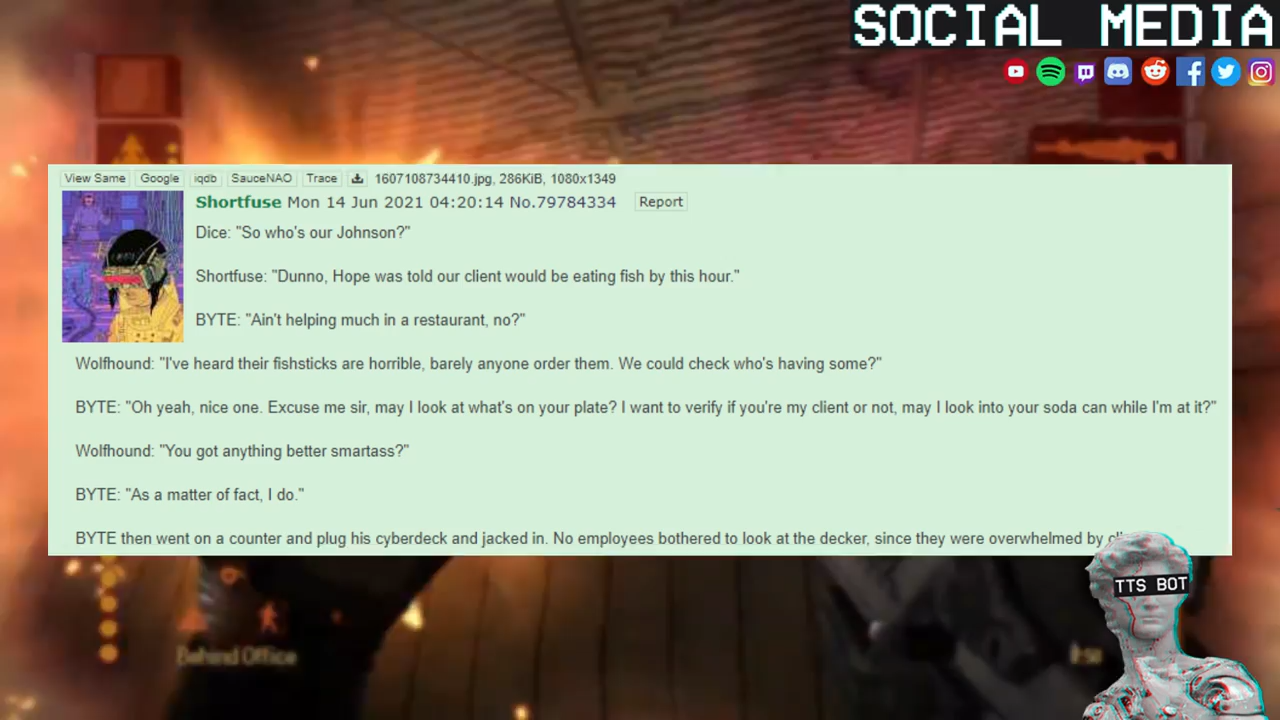 SOCIAL MEDIA
View Same Google iqdb SauceNAO Trace 1607108734410.jpg, 286KiB, 1080x1349
Shortfuse Mon 14 Jun 2021 04:20:14 No.79784334 Report
Dice: "So who's our Johnson?"
Shortfuse: "Dunno, Hope was told our client would be eating fish by this hour."
BYTE: "Ain't helping much in a restaurant, no?"
Wolfhound: "I've heard their fishsticks are horrible, barely anyone order them. We could check who's having some?"
BYTE: "Oh yeah, nice one. Excuse me sir, may I look at what's on your plate? I want to verify if you're my client or not, may I look into your soda can while I'm at it?"
Wolfhound: "You got anything better smartass?"
BYTE: "As a matter of fact, I do."
BYTE then went on a counter and plug his cyberdeck and jacked in. No employees bothered to look at the decker, since they were overwhelmed by
TTS BOT
Behind Office